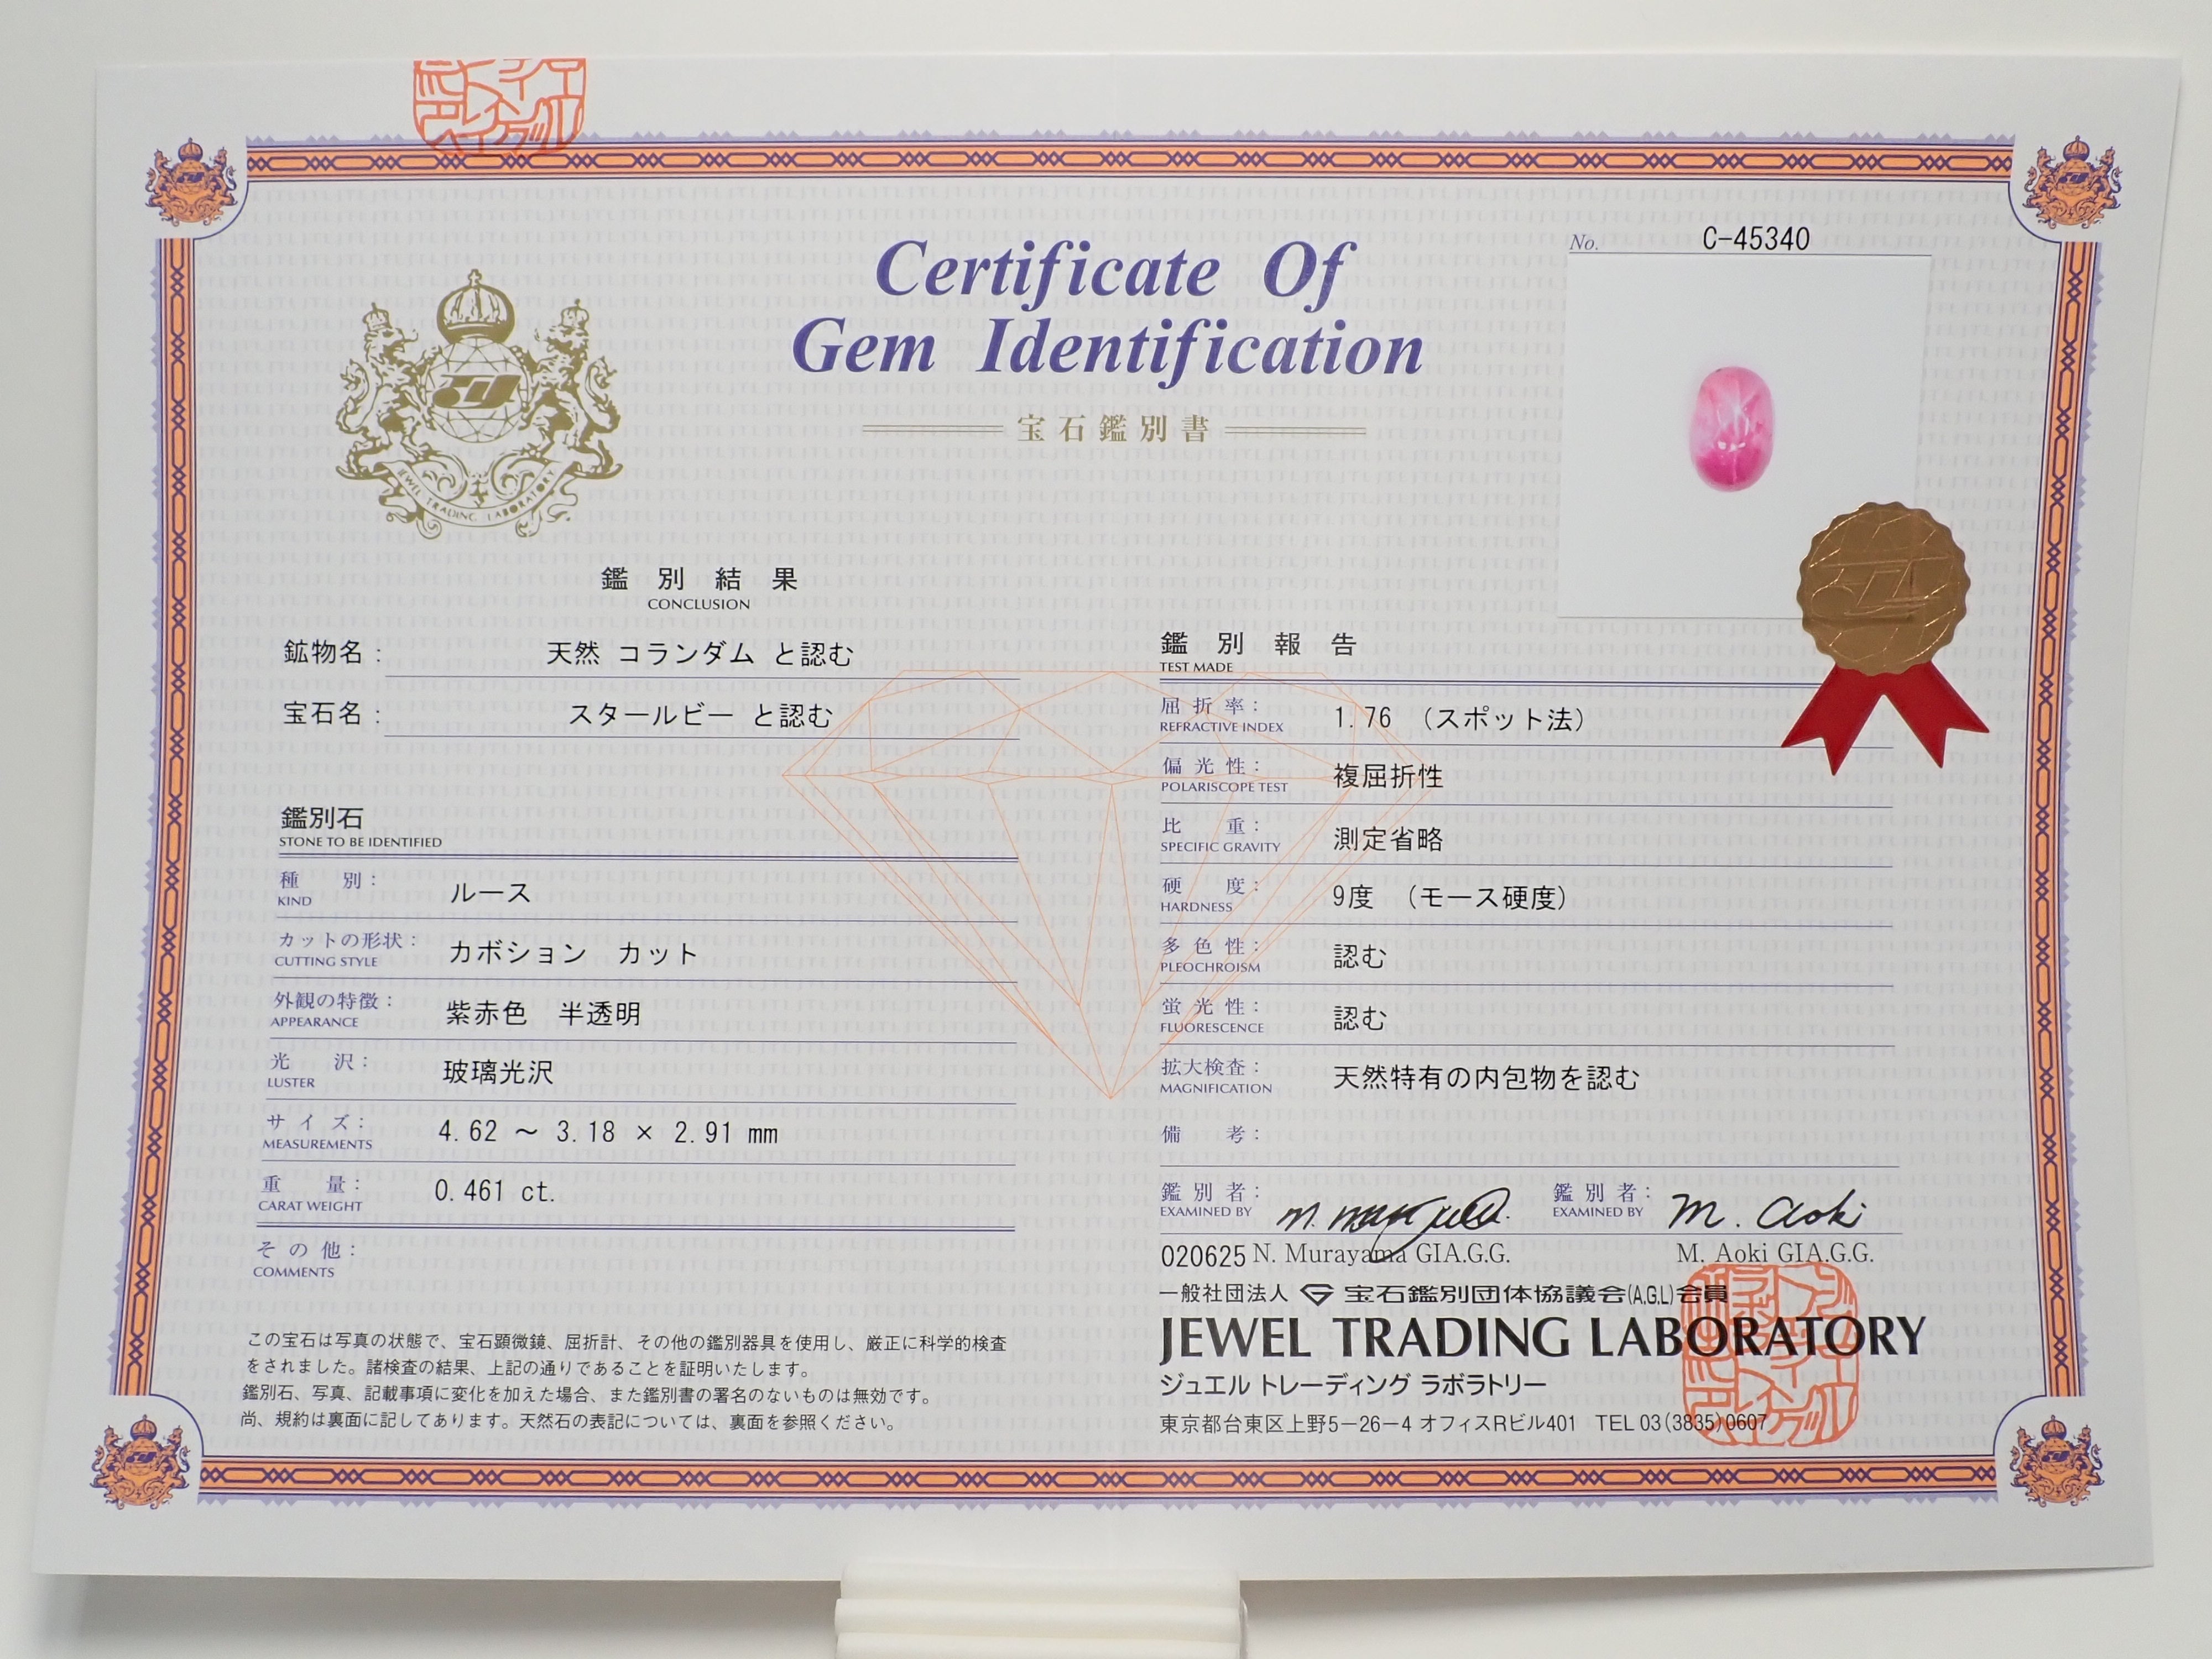 Certificate Of
Gem Identification
宝石鑑別書
No. C-45340
JEWEL TRADING LABORATORY
鑑別結果
CONCLUSION
鉱物名： 天然 コランダム と認む
宝石名： スタールビー と認む
鑑別石
STONE TO BE IDENTIFIED
種別： ルース
KIND
カットの形状： カボション カット
CUTTING STYLE
外観の特徴： 紫赤色 半透明
APPEARANCE
光沢： 玻璃光沢
LUSTER
サイズ： 4.62 ～ 3.18 × 2.91 mm
MEASUREMENTS
重量： 0.461 ct.
CARAT WEIGHT
その他：
COMMENTS
この宝石は写真の状態で、宝石顕微鏡、屈折計、その他の鑑別器具を使用し、厳正に科学的検査
をされました。諸検査の結果、上記の通りであることを証明いたします。
鑑別石、写真、記載事項に変化を加えた場合、また鑑別書の署名のないものは無効です。
尚、規約は裏面に記してあります。天然石の表記については、裏面を参照ください。
鑑別報告
TEST MADE
屈折率： 1.76 （スポット法）
REFRACTIVE INDEX
偏光性： 複屈折性
POLARISCOPE TEST
比重： 測定省略
SPECIFIC GRAVITY
硬度： 9度 （モース硬度）
HARDNESS
多色性： 認む
PLEOCHROISM
蛍光性： 認む
FLUORESCENCE
拡大検査： 天然特有の内包物を認む
MAGNIFICATION
備考：
鑑別者： 鑑別者： M. Aoki
EXAMINED BY EXAMINED BY
020625 N. Murayama GIA.G.G. M. Aoki GIA.G.G.
一般社団法人 宝石鑑別団体協議会(A.G.L)会員
JEWEL TRADING LABORATORY
ジュエル トレーディング ラボラトリー
東京都台東区上野5－26－4 オフィスRビル401 TEL 03(3835)0607